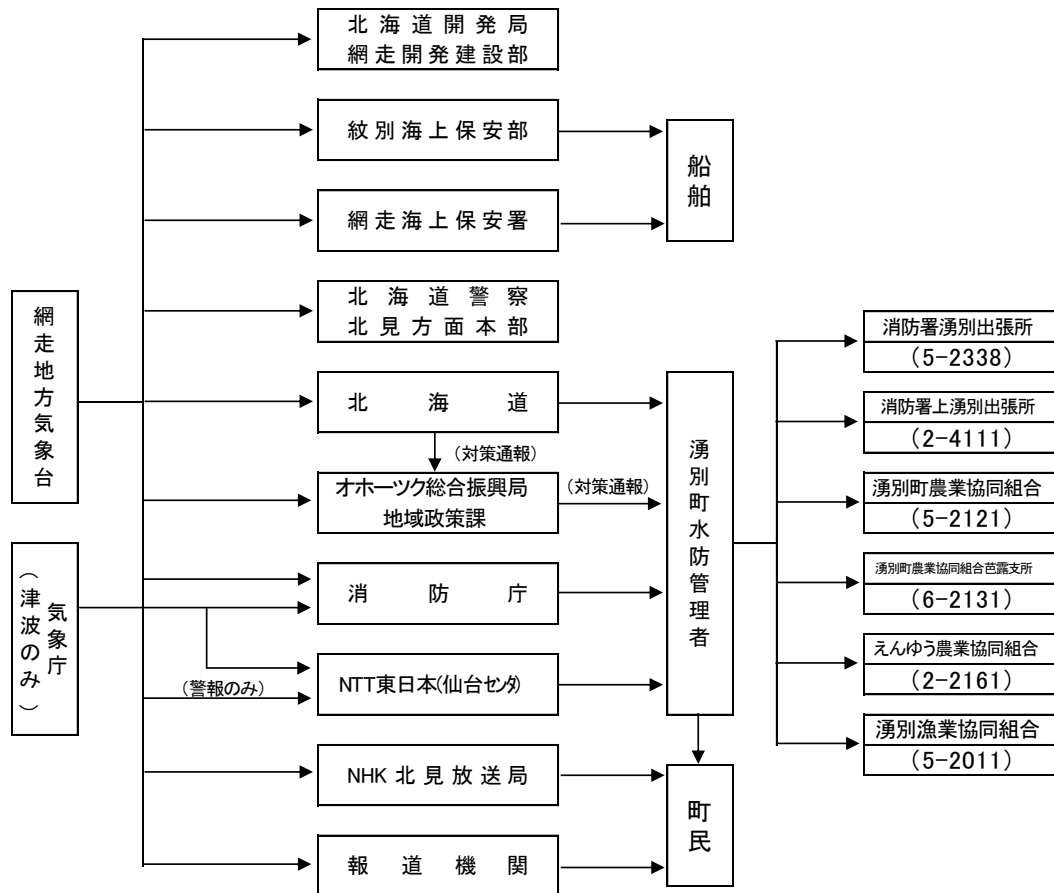 北海道開発局
網走開発建設部
紋別海上保安部
船舶
網走海上保安署
北海道警察
北見方面本部
網走地方気象台
北海道
(対策通報)
オホーツク総合振興局
地域政策課
(対策通報)
気象庁
(津波のみ)
消防庁
(警報のみ)
NTT東日本(仙台センタ)
NHK北見放送局
報道機関
湧別町水防管理者
町民
消防署湧別出張所
(5-2338)
消防署上湧別出張所
(2-4111)
湧別町農業協同組合
(5-2121)
湧別町農業協同組合芭露支所
(6-2131)
えんゆう農業協同組合
(2-2161)
湧別漁業協同組合
(5-2011)